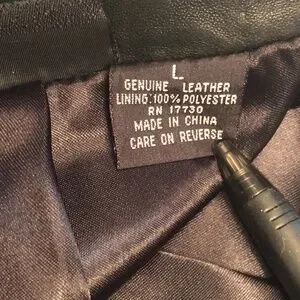 L
GENUINE LEATHER
LINING:100% POLYESTER
RN 17730
MADE IN CHINA
CARE ON REVERSE